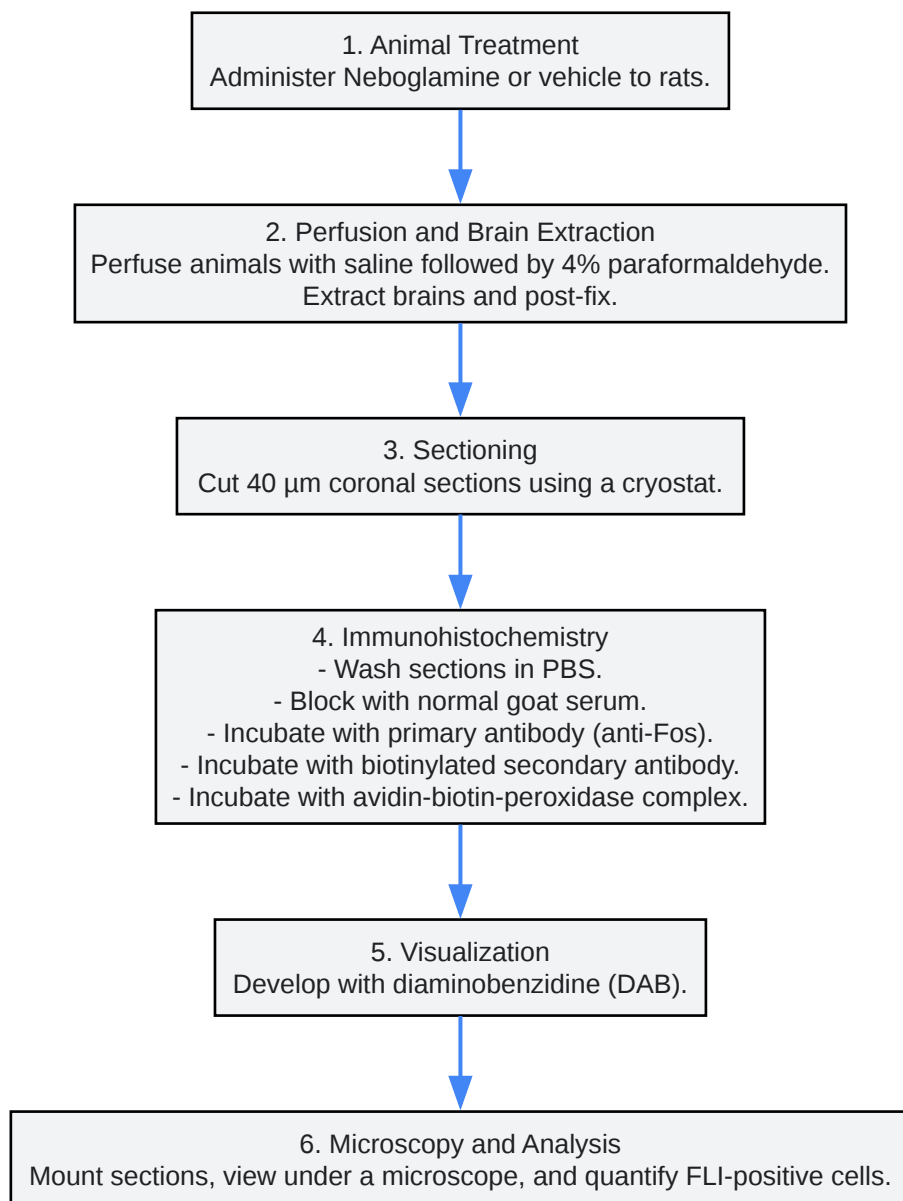 1. Animal Treatment
Administer Neboglamine or vehicle to rats.
2. Perfusion and Brain Extraction
Perfuse animals with saline followed by 4% paraformaldehyde.
Extract brains and post-fix.
3. Sectioning
Cut 40 µm coronal sections using a cryostat.
4. Immunohistochemistry
- Wash sections in PBS.
- Block with normal goat serum.
- Incubate with primary antibody (anti-Fos).
- Incubate with biotinylated secondary antibody.
- Incubate with avidin-biotin-peroxidase complex.
5. Visualization
Develop with diaminobenzidine (DAB).
6. Microscopy and Analysis
Mount sections, view under a microscope, and quantify FLI-positive cells.